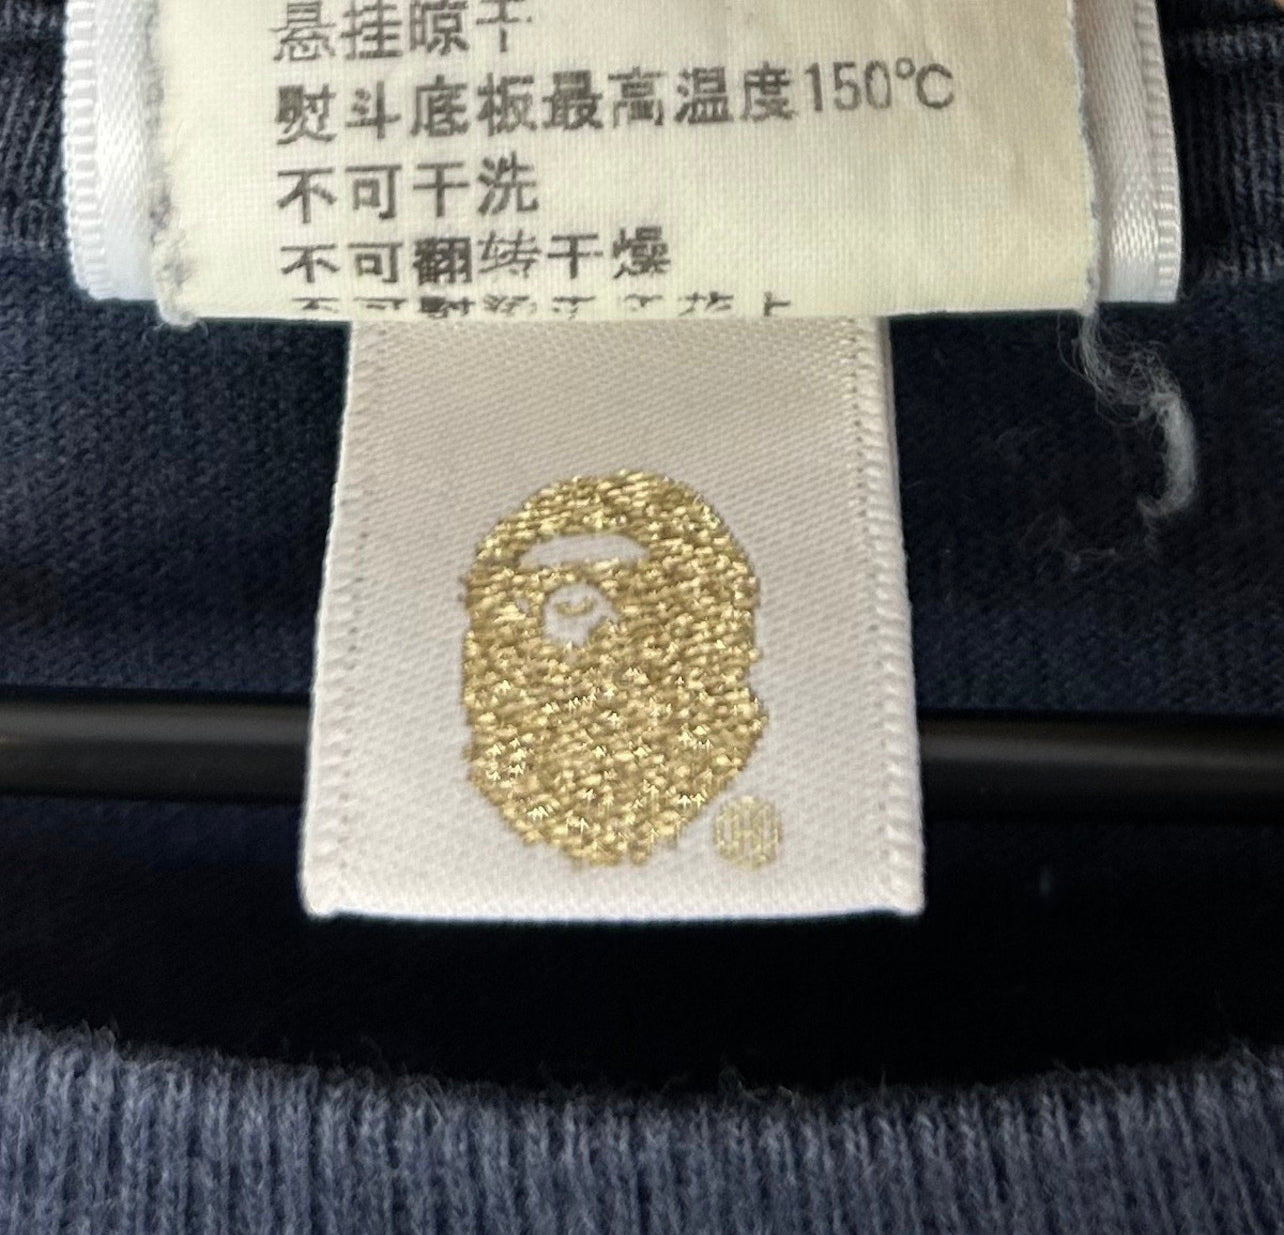 悬挂晾干
熨斗底板最高温度150℃
不可干洗
不可翻转干燥